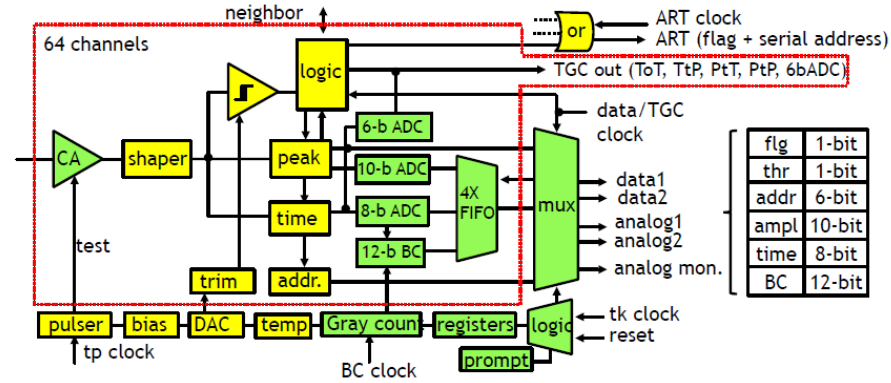 neighbor
ART clock
or
64 channels
ART (flag + serial address)
logic
TGC out (ToT, TtP, PtT, PtP, 6bADC)
data/TGC
clock
6-b ADC
CA
shaper
peak
10-b ADC
4X
FIFO
mux
data1
data2
time
8-b ADC
analog1
analog2
test
12-b BC
trim
addr.
analog mon.
flg 1-bit
thr 1-bit
addr 6-bit
ampl 10-bit
time 8-bit
BC 12-bit
pulser
bias
DAC
temp
Gray count
registers
logic
tk clock
reset
tp clock
BC clock
prompt